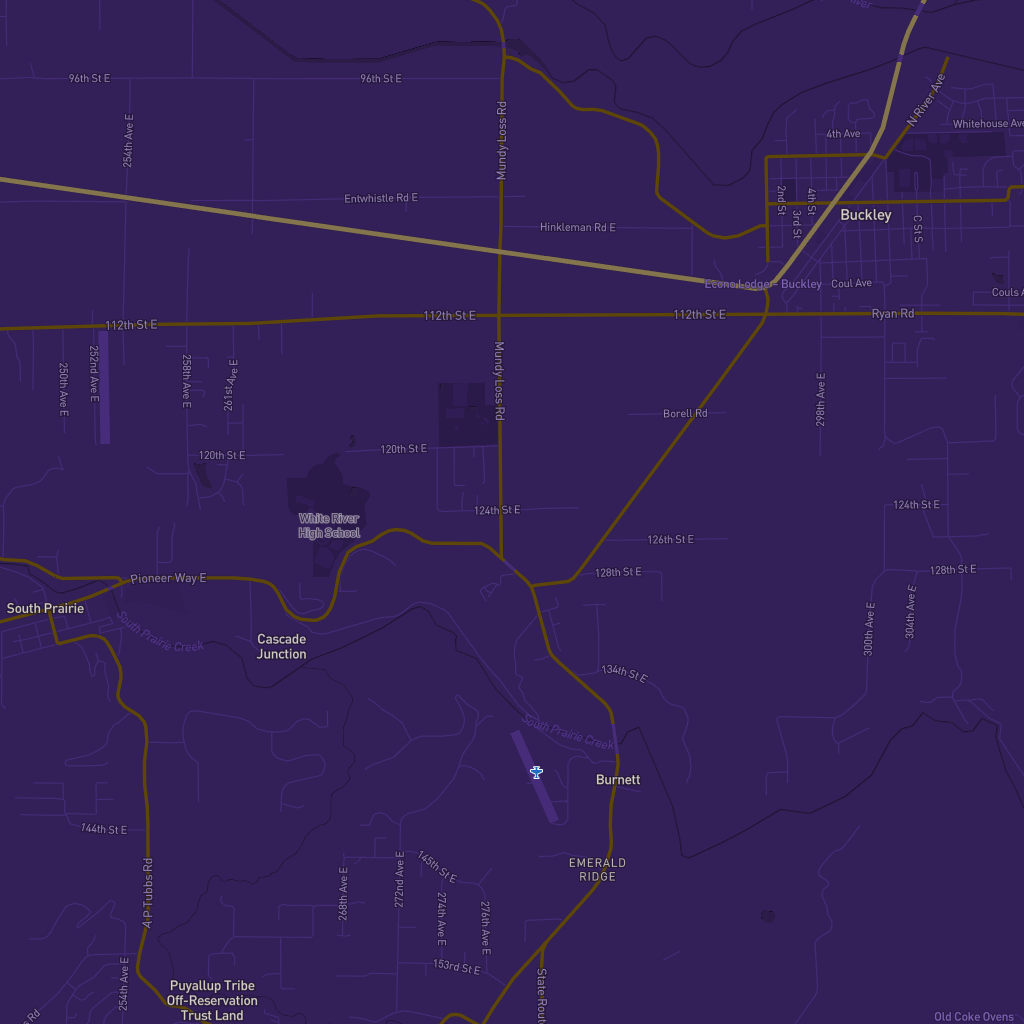 River
96th St E
96th St E
254th Ave E
Mundy Loss Rd
N River Ave
Whitehouse Ave
4th Ave
Entwhistle Rd E
2nd St
4th St
3rd St
Buckley
C St S
Hinkleman Rd E
Econo Lodge - Buckley
Coul Ave
Couls A
112th St E
112th St E
112th St E
Ryan Rd
250th Ave E
252nd Ave E
258th Ave E
261st Ave E
Mundy Loss Rd
298th Ave E
Borell Rd
120th St E
120th St E
White River
High School
124th St E
124th St E
126th St E
128th St E
128th St E
Pioneer Way E
South Prairie
South Prairie Creek
Cascade
Junction
300th Ave E
304th Ave E
134th St E
South Prairie Creek
Burnett
144th St E
A P Tubbs Rd
145th St E
EMERALD
RIDGE
268th Ave E
272nd Ave E
274th Ave E
276th Ave E
153rd St E
254th Ave E
Puyallup Tribe
Off-Reservation
Trust Land
State Rout
s Rd
Old Coke Ovens